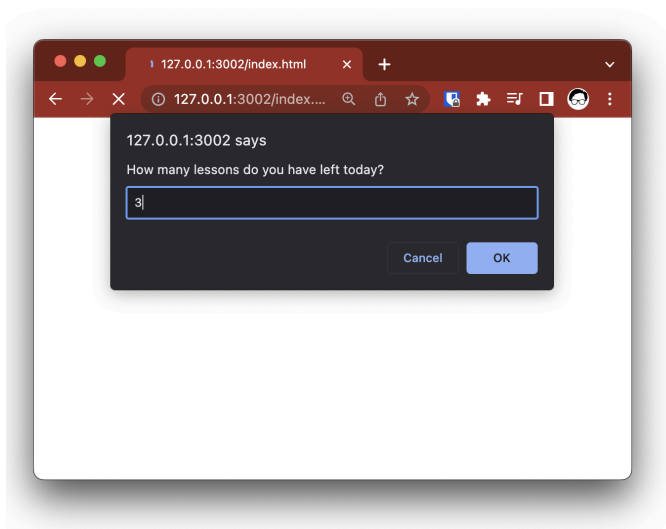 127.0.0.1:3002/index.html
127.0.0.1:3002/index....
127.0.0.1:3002 says
How many lessons do you have left today?
3
Cancel OK